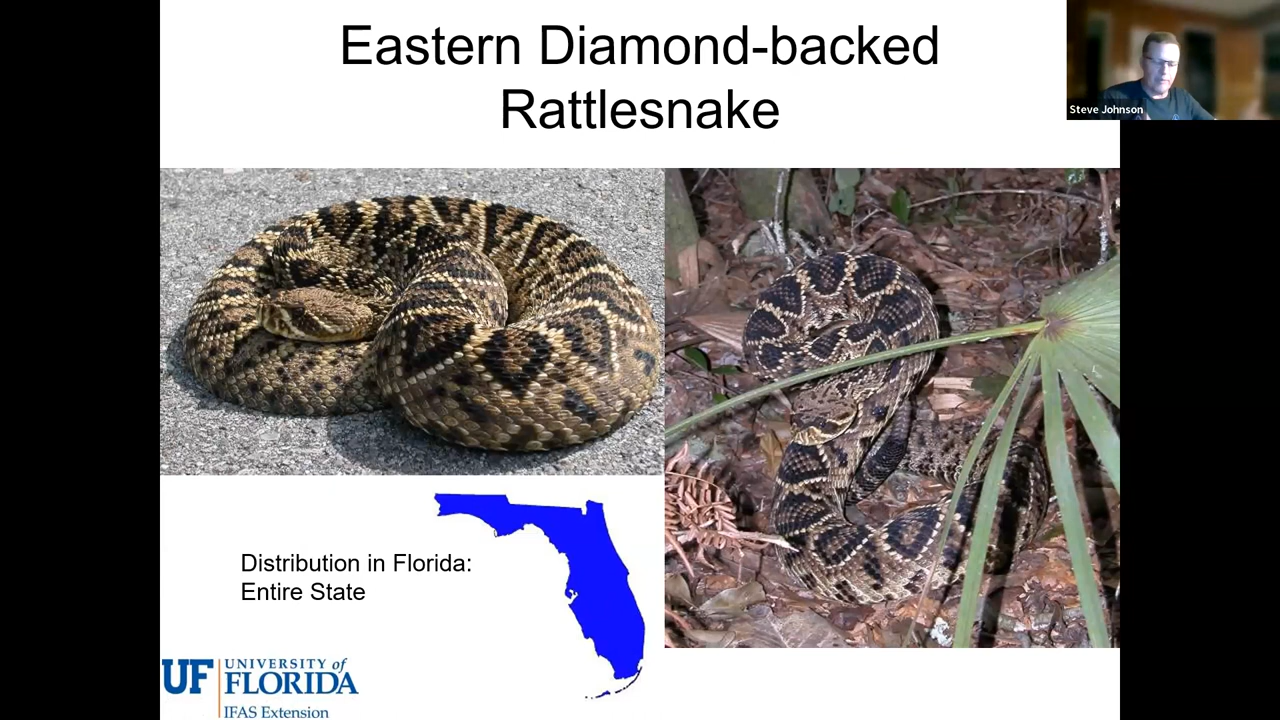 Eastern Diamond-backed
Rattlesnake
Steve Johnson
Distribution in Florida:
Entire State
UF UNIVERSITY of
FLORIDA
IFAS Extension